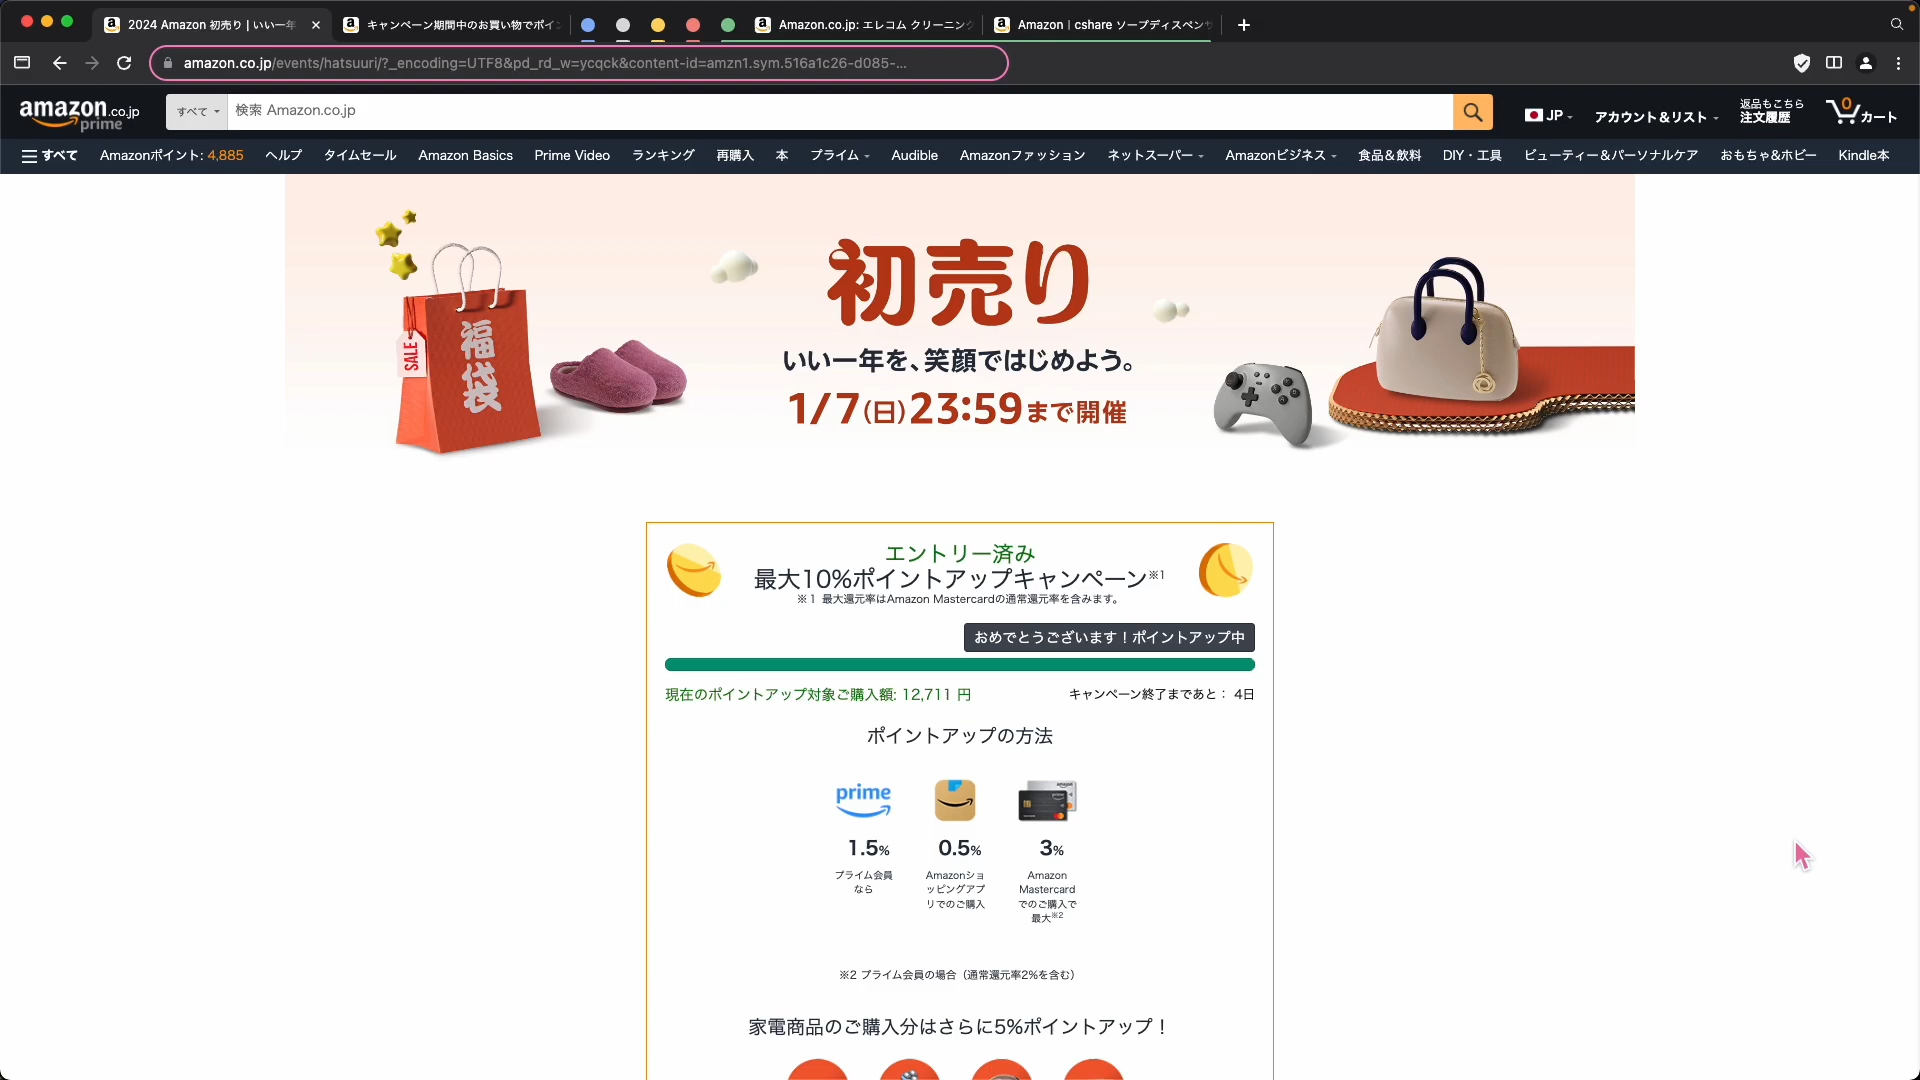 2024 Amazon 初売り | いい一年
キャンペーン期間中のお買い物でポイン
Amazon.co.jp: エレコム クリーニング
Amazon | cshare ソープディスペンサ
amazon.co.jp/events/hatsuuri/?_encoding=UTF8&pd_rd_w=ycqck&content-id=amzn1.sym.516a1c26-d085-...
amazon.co.jp
prime
すべて
検索 Amazon.co.jp
JP
アカウント＆リスト
返品もこちら
注文履歴
0
カート
すべて
Amazonポイント: 4,885
ヘルプ
タイムセール
Amazon Basics
Prime Video
ランキング
再購入
本
プライム
Audible
Amazonファッション
ネットスーパー
Amazonビジネス
食品＆飲料
DIY・工具
ビューティー＆パーソナルケア
おもちゃ&ホビー
Kindle本
SALE
福袋
初売り
いい一年を、笑顔ではじめよう。
1/7(日)23:59まで開催
エントリー済み
最大10%ポイントアップキャンペーン※1
※１ 最大還元率はAmazon Mastercardの通常還元率を含みます。
おめでとうございます！ポイントアップ中
現在のポイントアップ対象ご購入額: 12,711 円
キャンペーン終了まであと： 4日
ポイントアップの方法
prime
amazon
1.5%
0.5%
3%
プライム会員
なら
Amazonショ
ッピングアプ
リでのご購入
Amazon
Mastercard
でのご購入で
最大※2
※2 プライム会員の場合（通常還元率2%を含む）
家電商品のご購入分はさらに5%ポイントアップ！